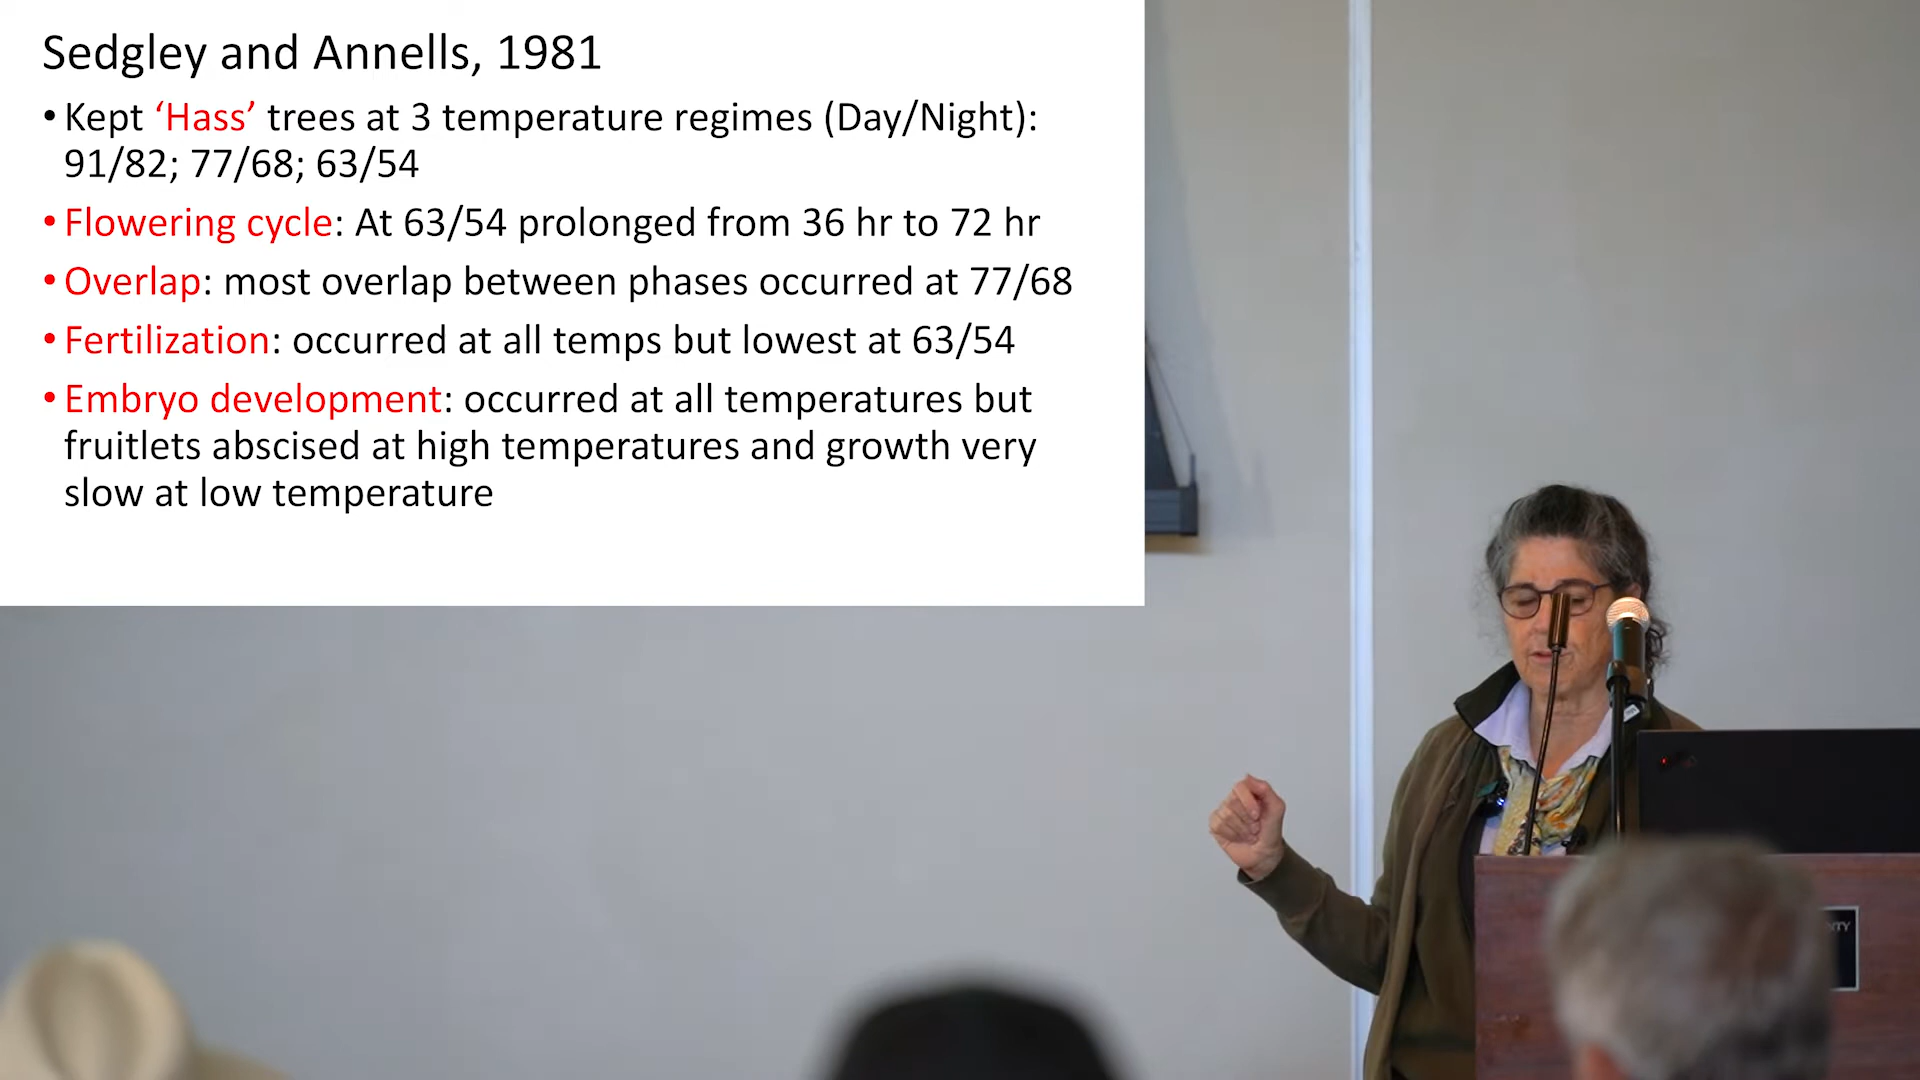 Sedgley and Annells, 1981
• Kept ‘Hass’ trees at 3 temperature regimes (Day/Night):
91/82; 77/68; 63/54
• Flowering cycle: At 63/54 prolonged from 36 hr to 72 hr
• Overlap: most overlap between phases occurred at 77/68
• Fertilization: occurred at all temps but lowest at 63/54
• Embryo development: occurred at all temperatures but
fruitlets abscised at high temperatures and growth very
slow at low temperature